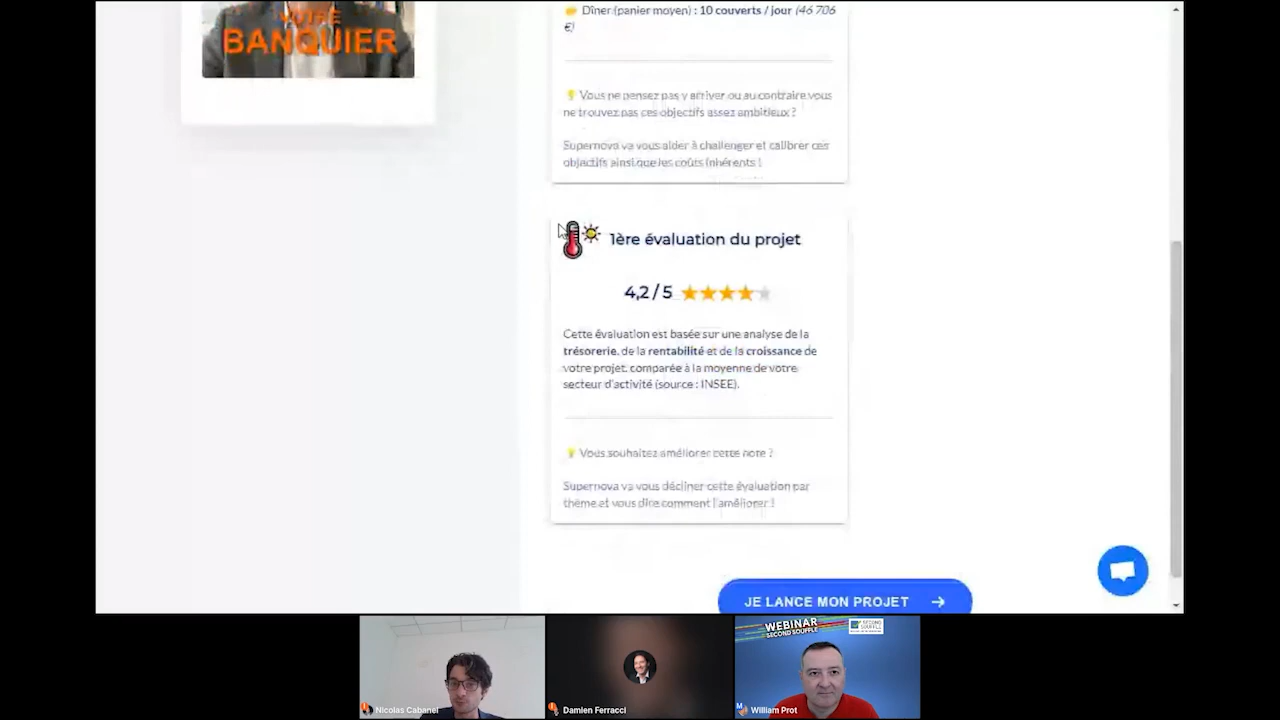 VOTRE
BANQUIER
Dîner (panier moyen) : 10 couverts / jour (46 706
€)
Vous ne pensez pas y arriver ou au contraire vous
ne trouvez pas ces objectifs assez ambitieux ?
Supernova va vous aider à challenger et calibrer ces
objectifs ainsi que les coûts inhérents !
1ère évaluation du projet
4,2 / 5
Cette évaluation est basée sur une analyse de la
trésorerie, de la rentabilité et de la croissance de
votre projet, comparée à la moyenne de votre
secteur d'activité (source : INSEE).
Vous souhaitez améliorer cette note ?
Supernova va vous décliner cette évaluation par
thème et vous dire comment l'améliorer !
JE LANCE MON PROJET
WEBINAR
SECOND SOUFFLE
SECOND
SOUFFLE
Nicolas Cabanel
Damien Ferracci
William Prot